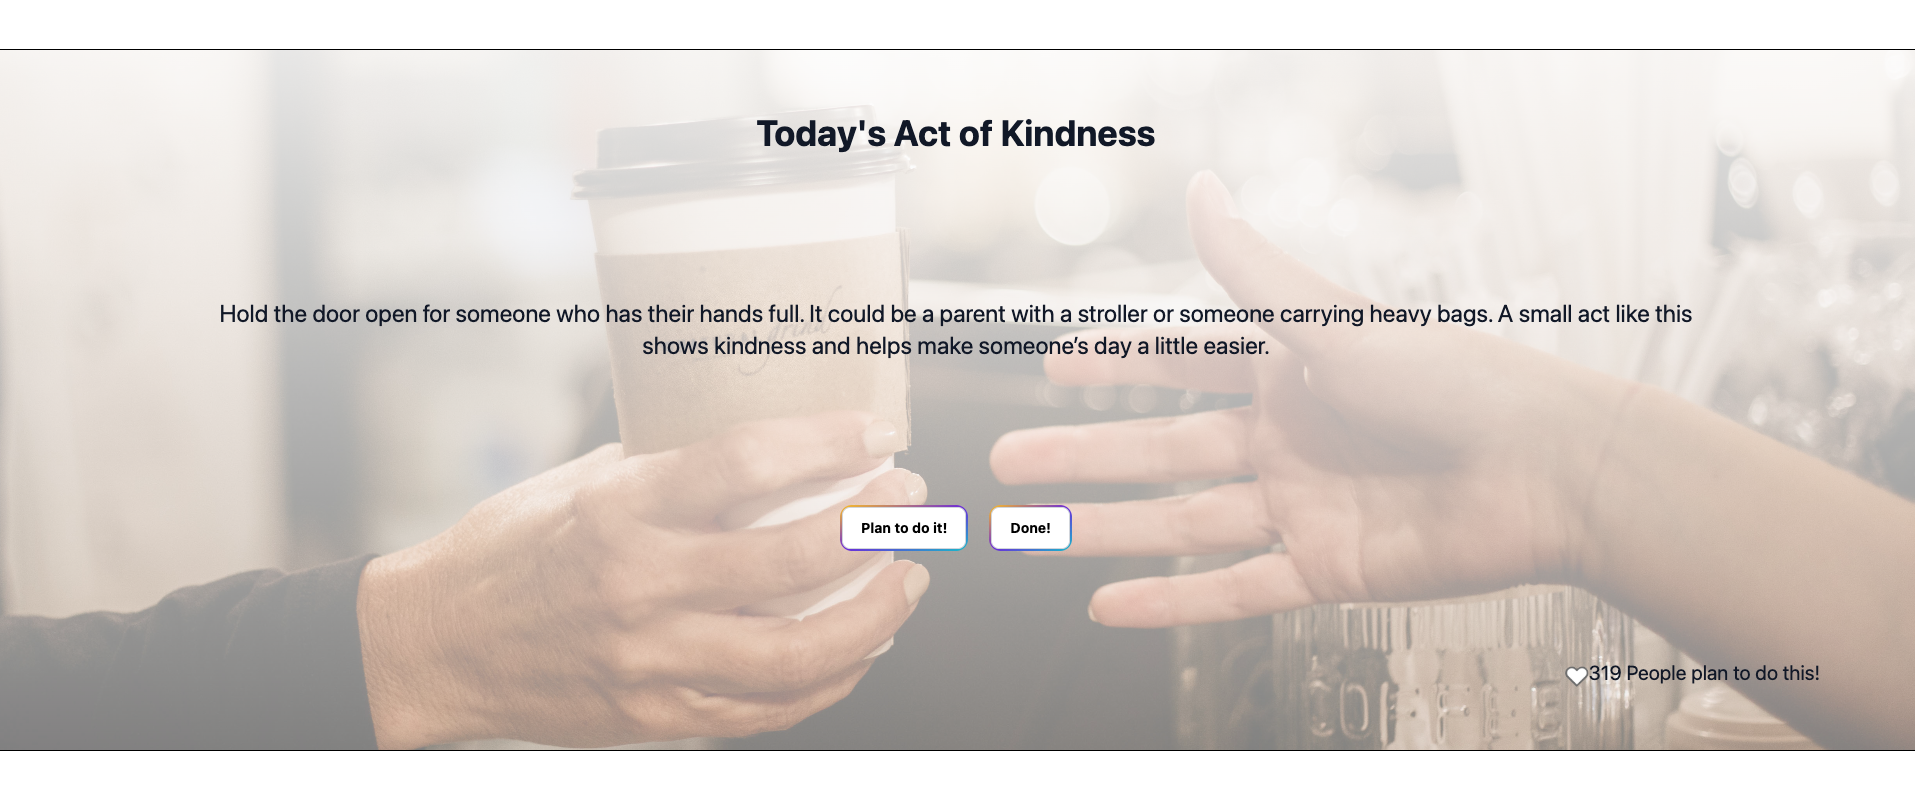 Today's Act of Kindness
Hold the door open for someone who has their hands full. It could be a parent with a stroller or someone carrying heavy bags. A small act like this
shows kindness and helps make someone’s day a little easier.
grind
Plan to do it!
Done!
319 People plan to do this!
COFFEE